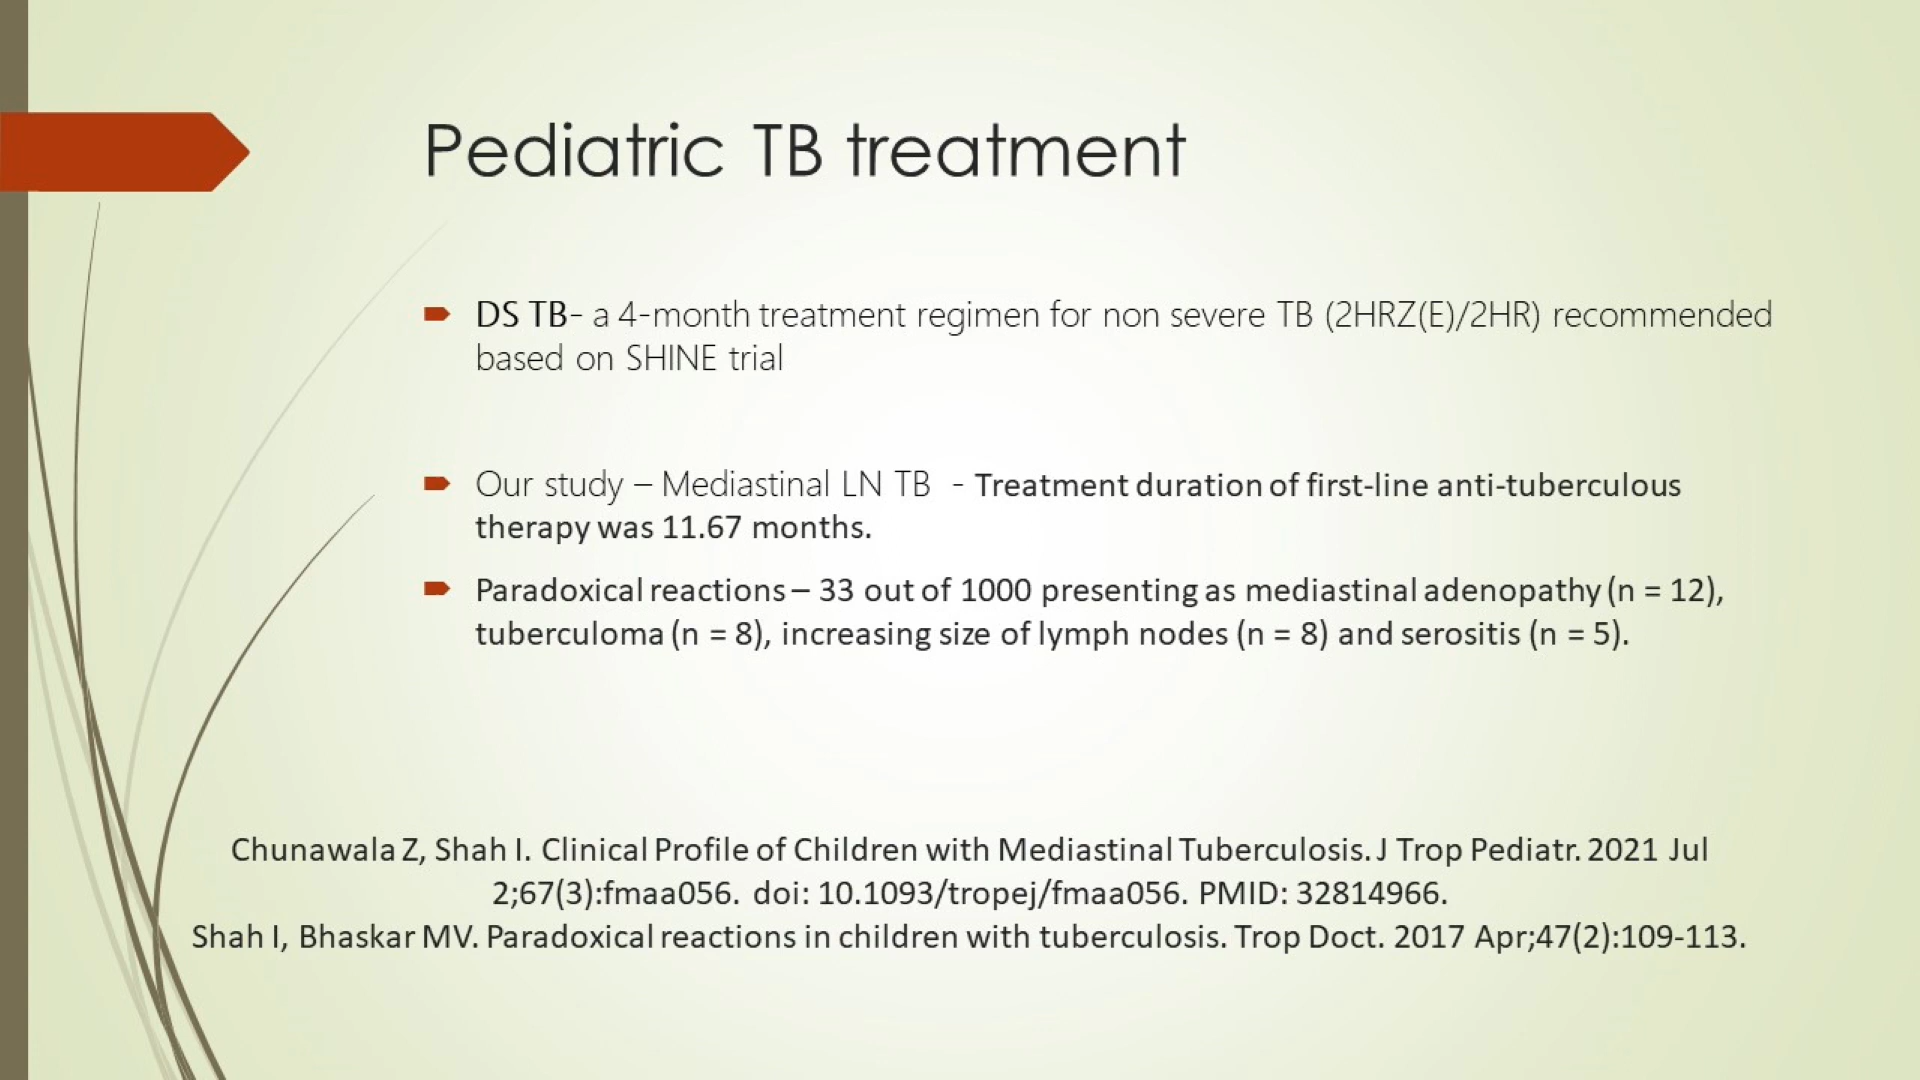 Pediatric TB treatment
DS TB- a 4-month treatment regimen for non severe TB (2HRZ(E)/2HR) recommended
based on SHINE trial
Our study – Mediastinal LN TB - Treatment duration of first-line anti-tuberculous
therapy was 11.67 months.
Paradoxical reactions – 33 out of 1000 presenting as mediastinal adenopathy (n = 12),
tuberculoma (n = 8), increasing size of lymph nodes (n = 8) and serositis (n = 5).
Chunawala Z, Shah I. Clinical Profile of Children with Mediastinal Tuberculosis. J Trop Pediatr. 2021 Jul
2;67(3):fmaa056. doi: 10.1093/tropej/fmaa056. PMID: 32814966.
Shah I, Bhaskar MV. Paradoxical reactions in children with tuberculosis. Trop Doct. 2017 Apr;47(2):109-113.